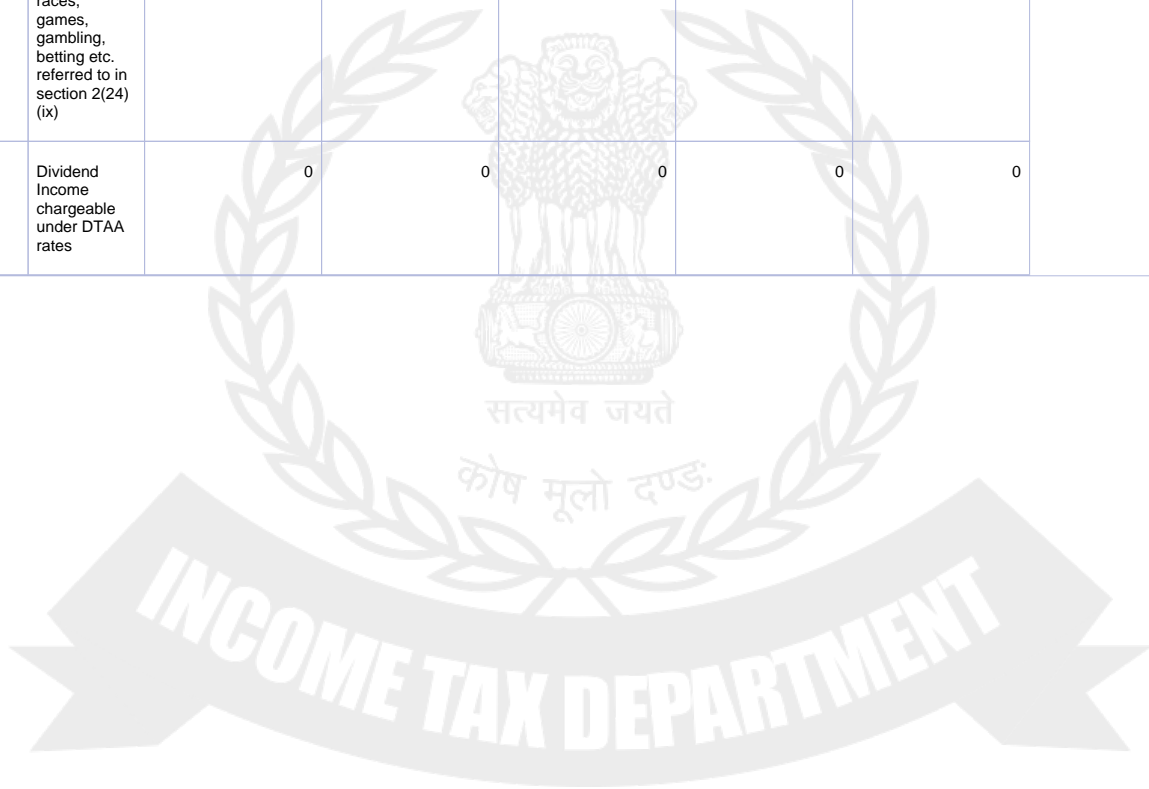 races,
games,
gambling,
betting etc.
referred to in
section 2(24)
(ix)
Dividend
Income
chargeable
under DTAA
rates
0 0 0 0 0
सत्यमेव जयते
कोष मूलो दण्डः
INCOME TAX DEPARTMENT